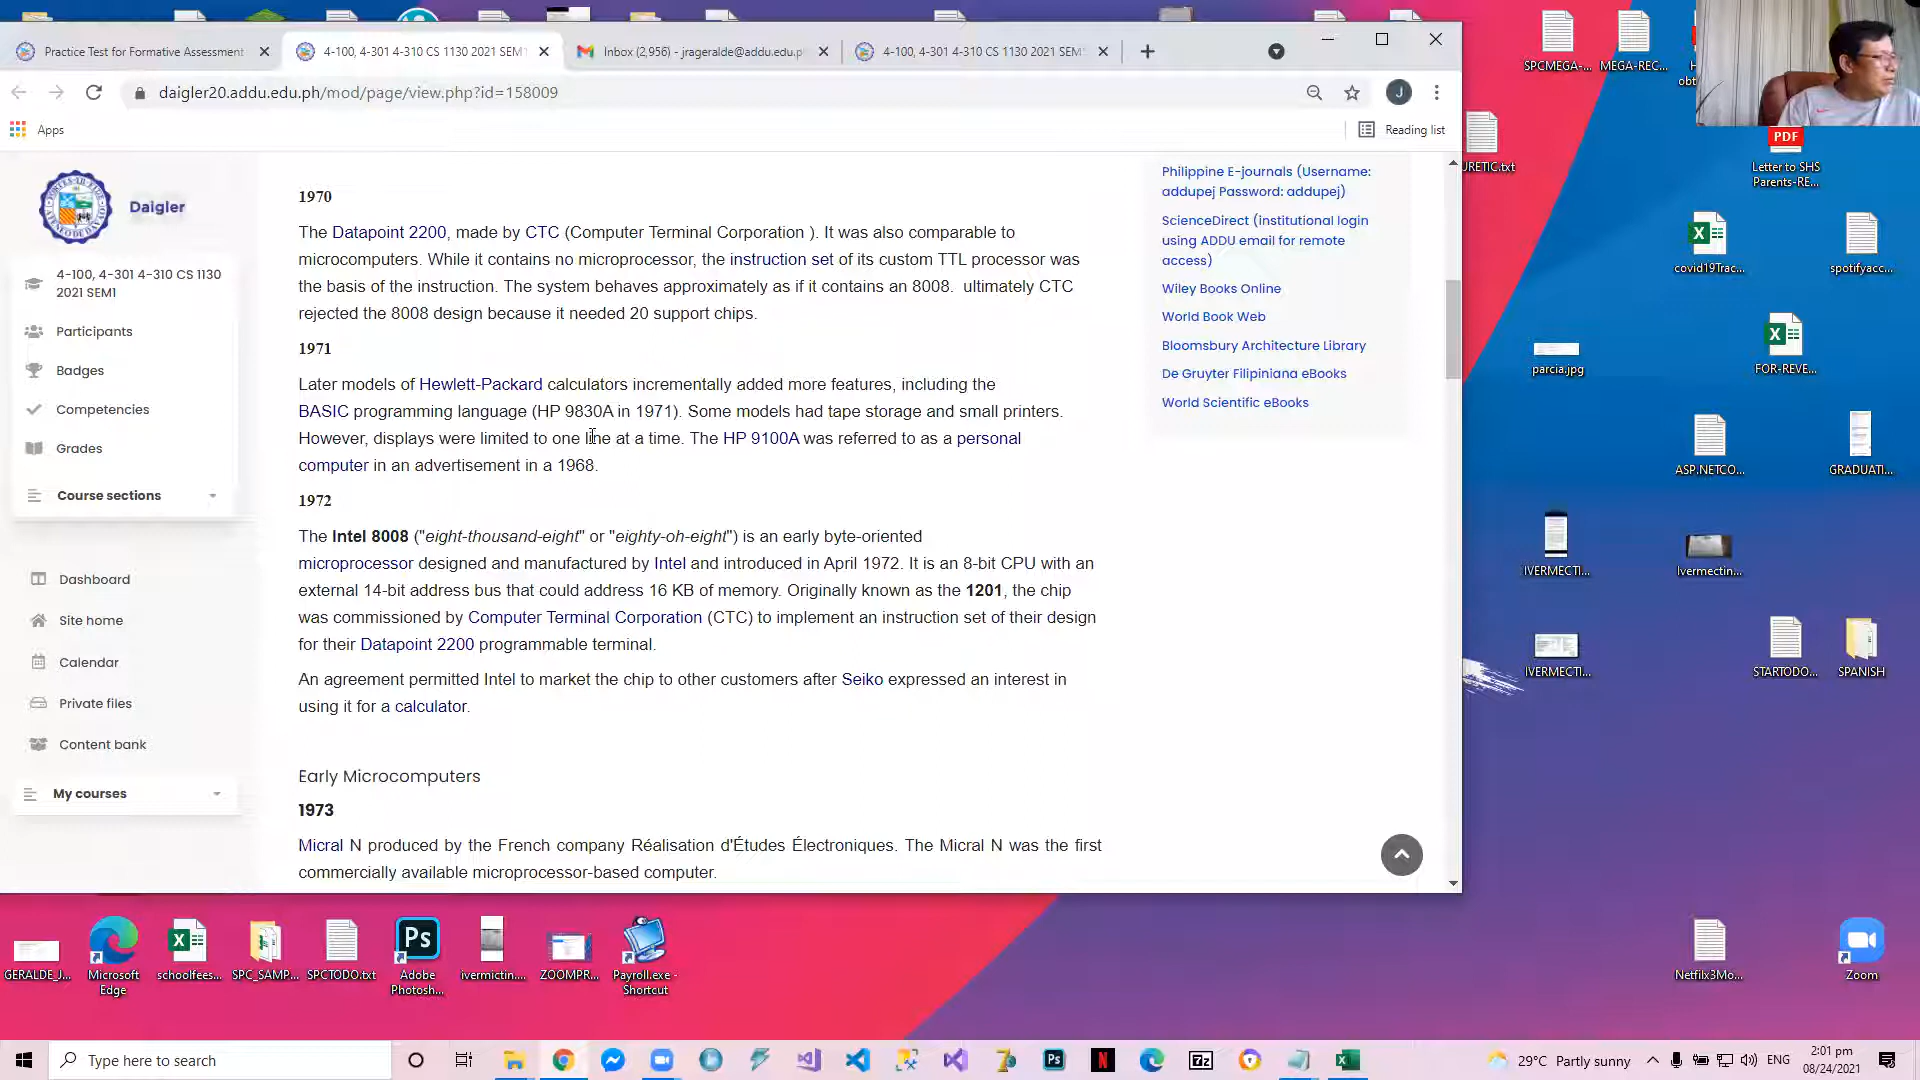 Practice Test for Formative Assessment
4-100, 4-301 4-310 CS 1130 2021 SEM1
Inbox (2,956) - jrageralde@addu.edu.p
4-100, 4-301 4-310 CS 1130 2021 SEM
daigler20.addu.edu.ph/mod/page/view.php?id=158009
J
Apps
Reading list
Daigler
4-100, 4-301 4-310 CS 1130
2021 SEM1
Participants
Badges
Competencies
Grades
Course sections
Dashboard
Site home
Calendar
Private files
Content bank
My courses
1970
The Datapoint 2200, made by CTC (Computer Terminal Corporation ). It was also comparable to
microcomputers. While it contains no microprocessor, the instruction set of its custom TTL processor was
the basis of the instruction. The system behaves approximately as if it contains an 8008.  ultimately CTC
rejected the 8008 design because it needed 20 support chips.
1971
Later models of Hewlett-Packard calculators incrementally added more features, including the
BASIC programming language (HP 9830A in 1971). Some models had tape storage and small printers.
However, displays were limited to one line at a time. The HP 9100A was referred to as a personal
computer in an advertisement in a 1968.
1972
The Intel 8008 ("eight-thousand-eight" or "eighty-oh-eight") is an early byte-oriented
microprocessor designed and manufactured by Intel and introduced in April 1972. It is an 8-bit CPU with an
external 14-bit address bus that could address 16 KB of memory. Originally known as the 1201, the chip
was commissioned by Computer Terminal Corporation (CTC) to implement an instruction set of their design
for their Datapoint 2200 programmable terminal.
An agreement permitted Intel to market the chip to other customers after Seiko expressed an interest in
using it for a calculator.
Early Microcomputers
1973
Micral N produced by the French company Réalisation d'Études Électroniques. The Micral N was the first
commercially available microprocessor-based computer.
Philippine E-journals (Username:
addupej Password: addupej)
ScienceDirect (institutional login
using ADDU email for remote
access)
Wiley Books Online
World Book Web
Bloomsbury Architecture Library
De Gruyter Filipiniana eBooks
World Scientific eBooks
SPCMEGA-...
MEGA-REC...
URETIC.txt
PDF
Letter to SHS
Parents-RE...
covid19Trac...
spotifyacc...
parcia.jpg
FOR-REVE...
ASP.NETCO...
GRADUATI...
IVERMECTI...
Ivermectin...
IVERMECTI...
STARTODO...
SPANISH
GERALDE_J...
Microsoft
Edge
schoolfees...
SPC_SAMP...
SPCTODO.txt
Ps
Adobe
Photosh...
ivermictin...
ZOOMPR...
Payroll.exe -
Shortcut
Netfilx3Mo...
Zoom
Type here to search
29°C Partly sunny
ENG
2:01 pm
08/24/2021